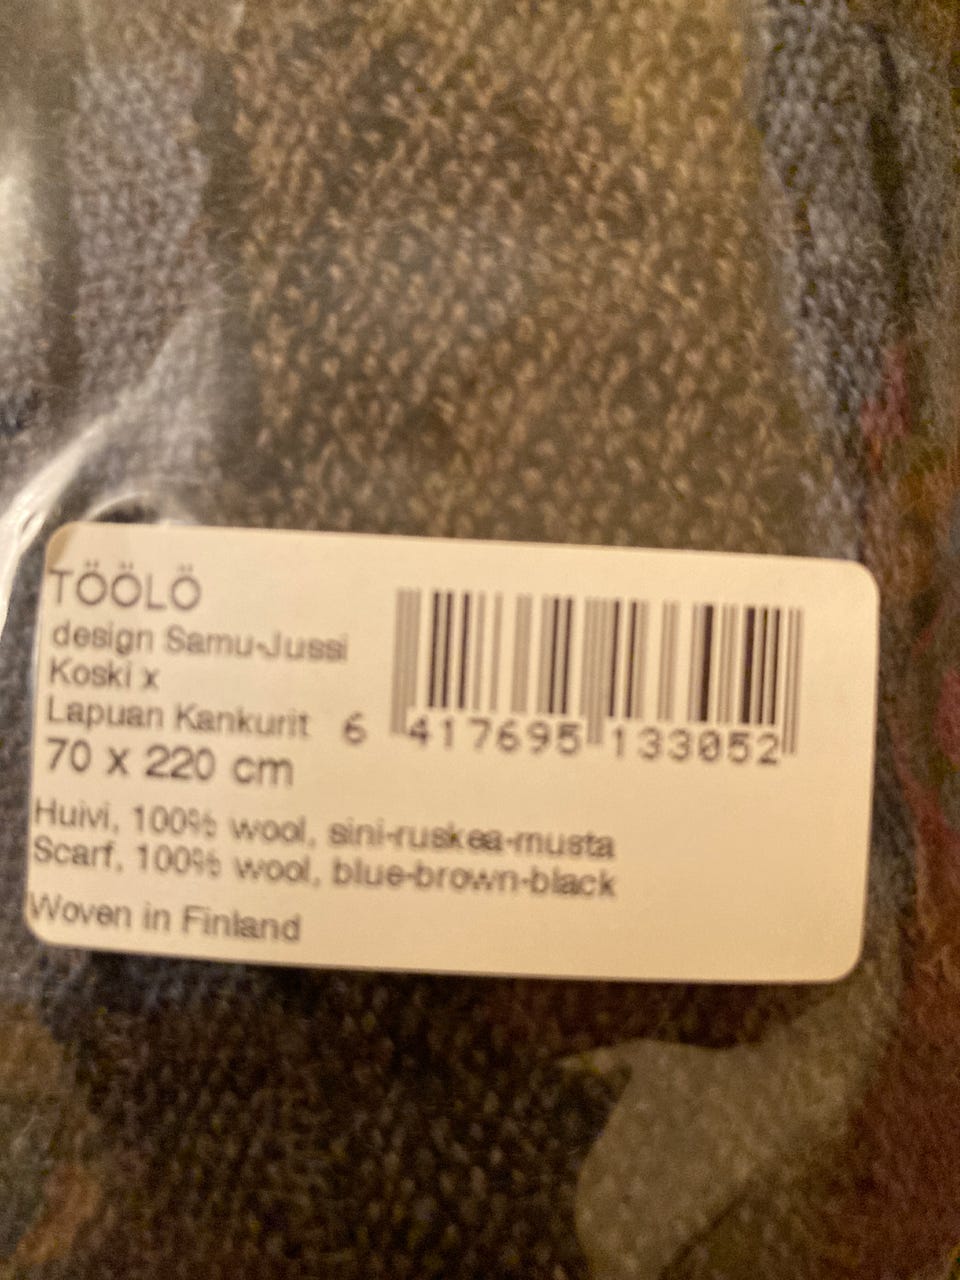 TÖÖLÖ
design Samu-Jussi
Koski x
Lapuan Kankurit
70 x 220 cm
6 417695 133052
Huivi, 100% wool, sini-ruskea-musta
Scarf, 100% wool, blue-brown-black
Woven in Finland